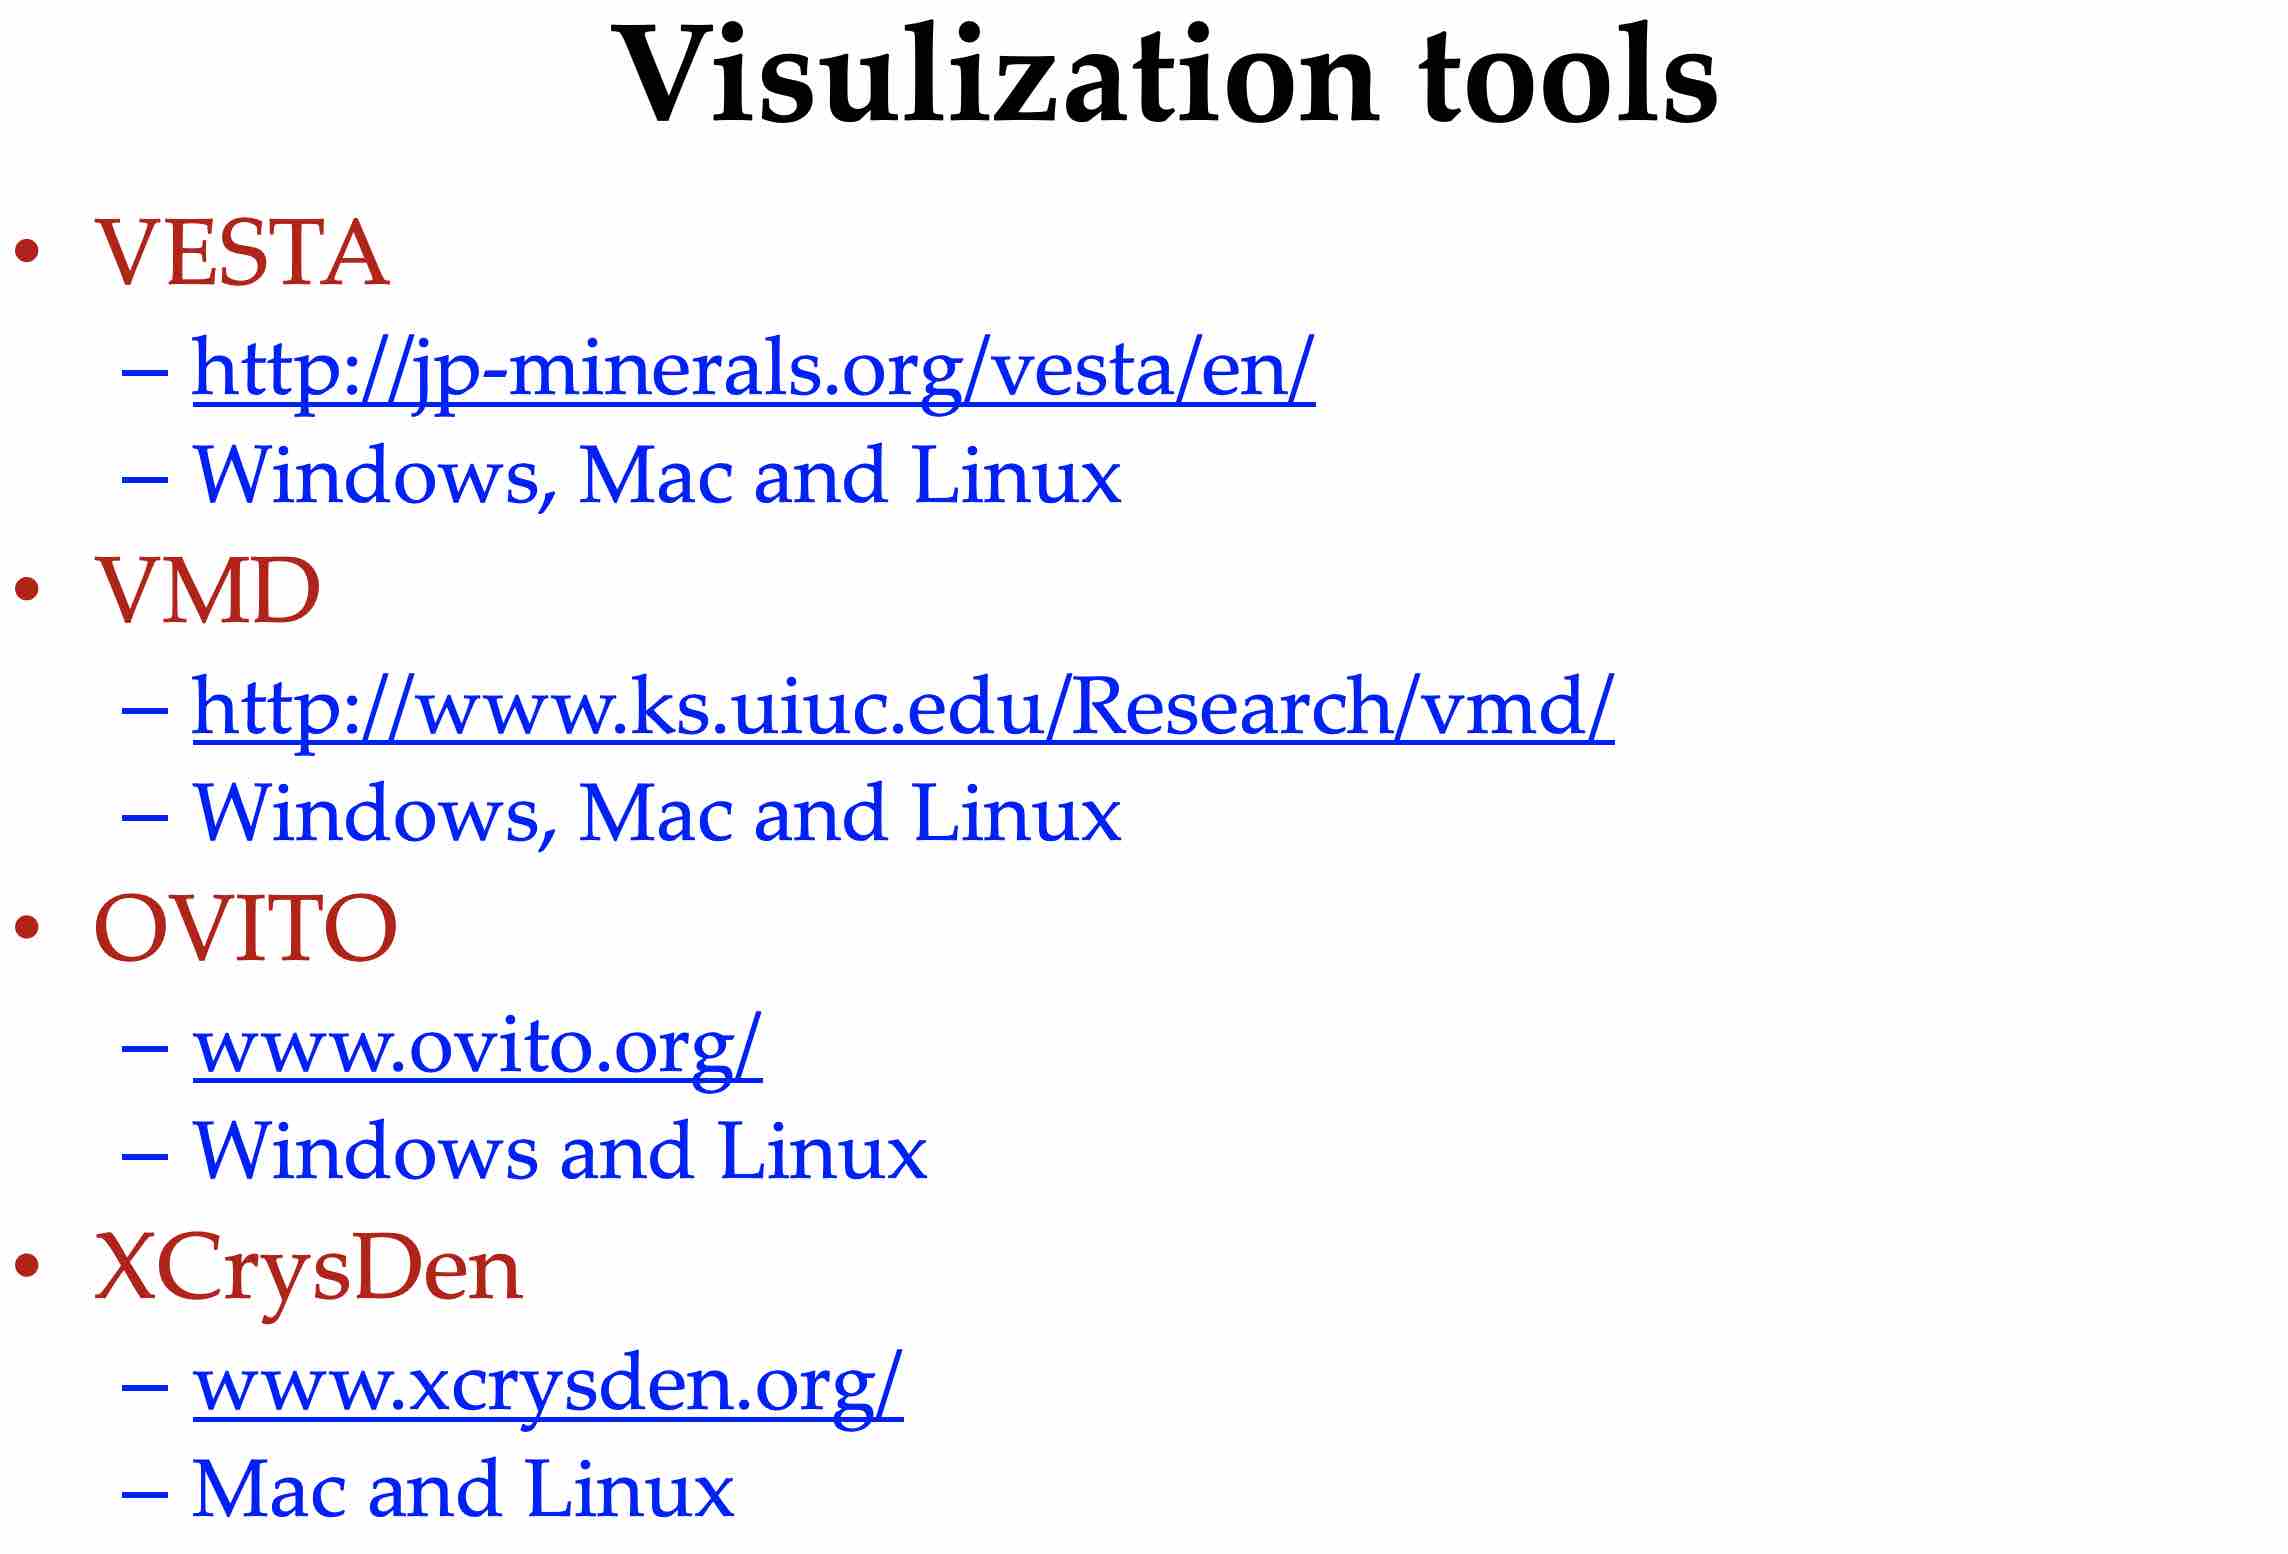 Visulization tools
• VESTA
– http://jp-minerals.org/vesta/en/
– Windows, Mac and Linux
• VMD
– http://www.ks.uiuc.edu/Research/vmd/
– Windows, Mac and Linux
• OVITO
– www.ovito.org/
– Windows and Linux
• XCrysDen
– www.xcrysden.org/
– Mac and Linux